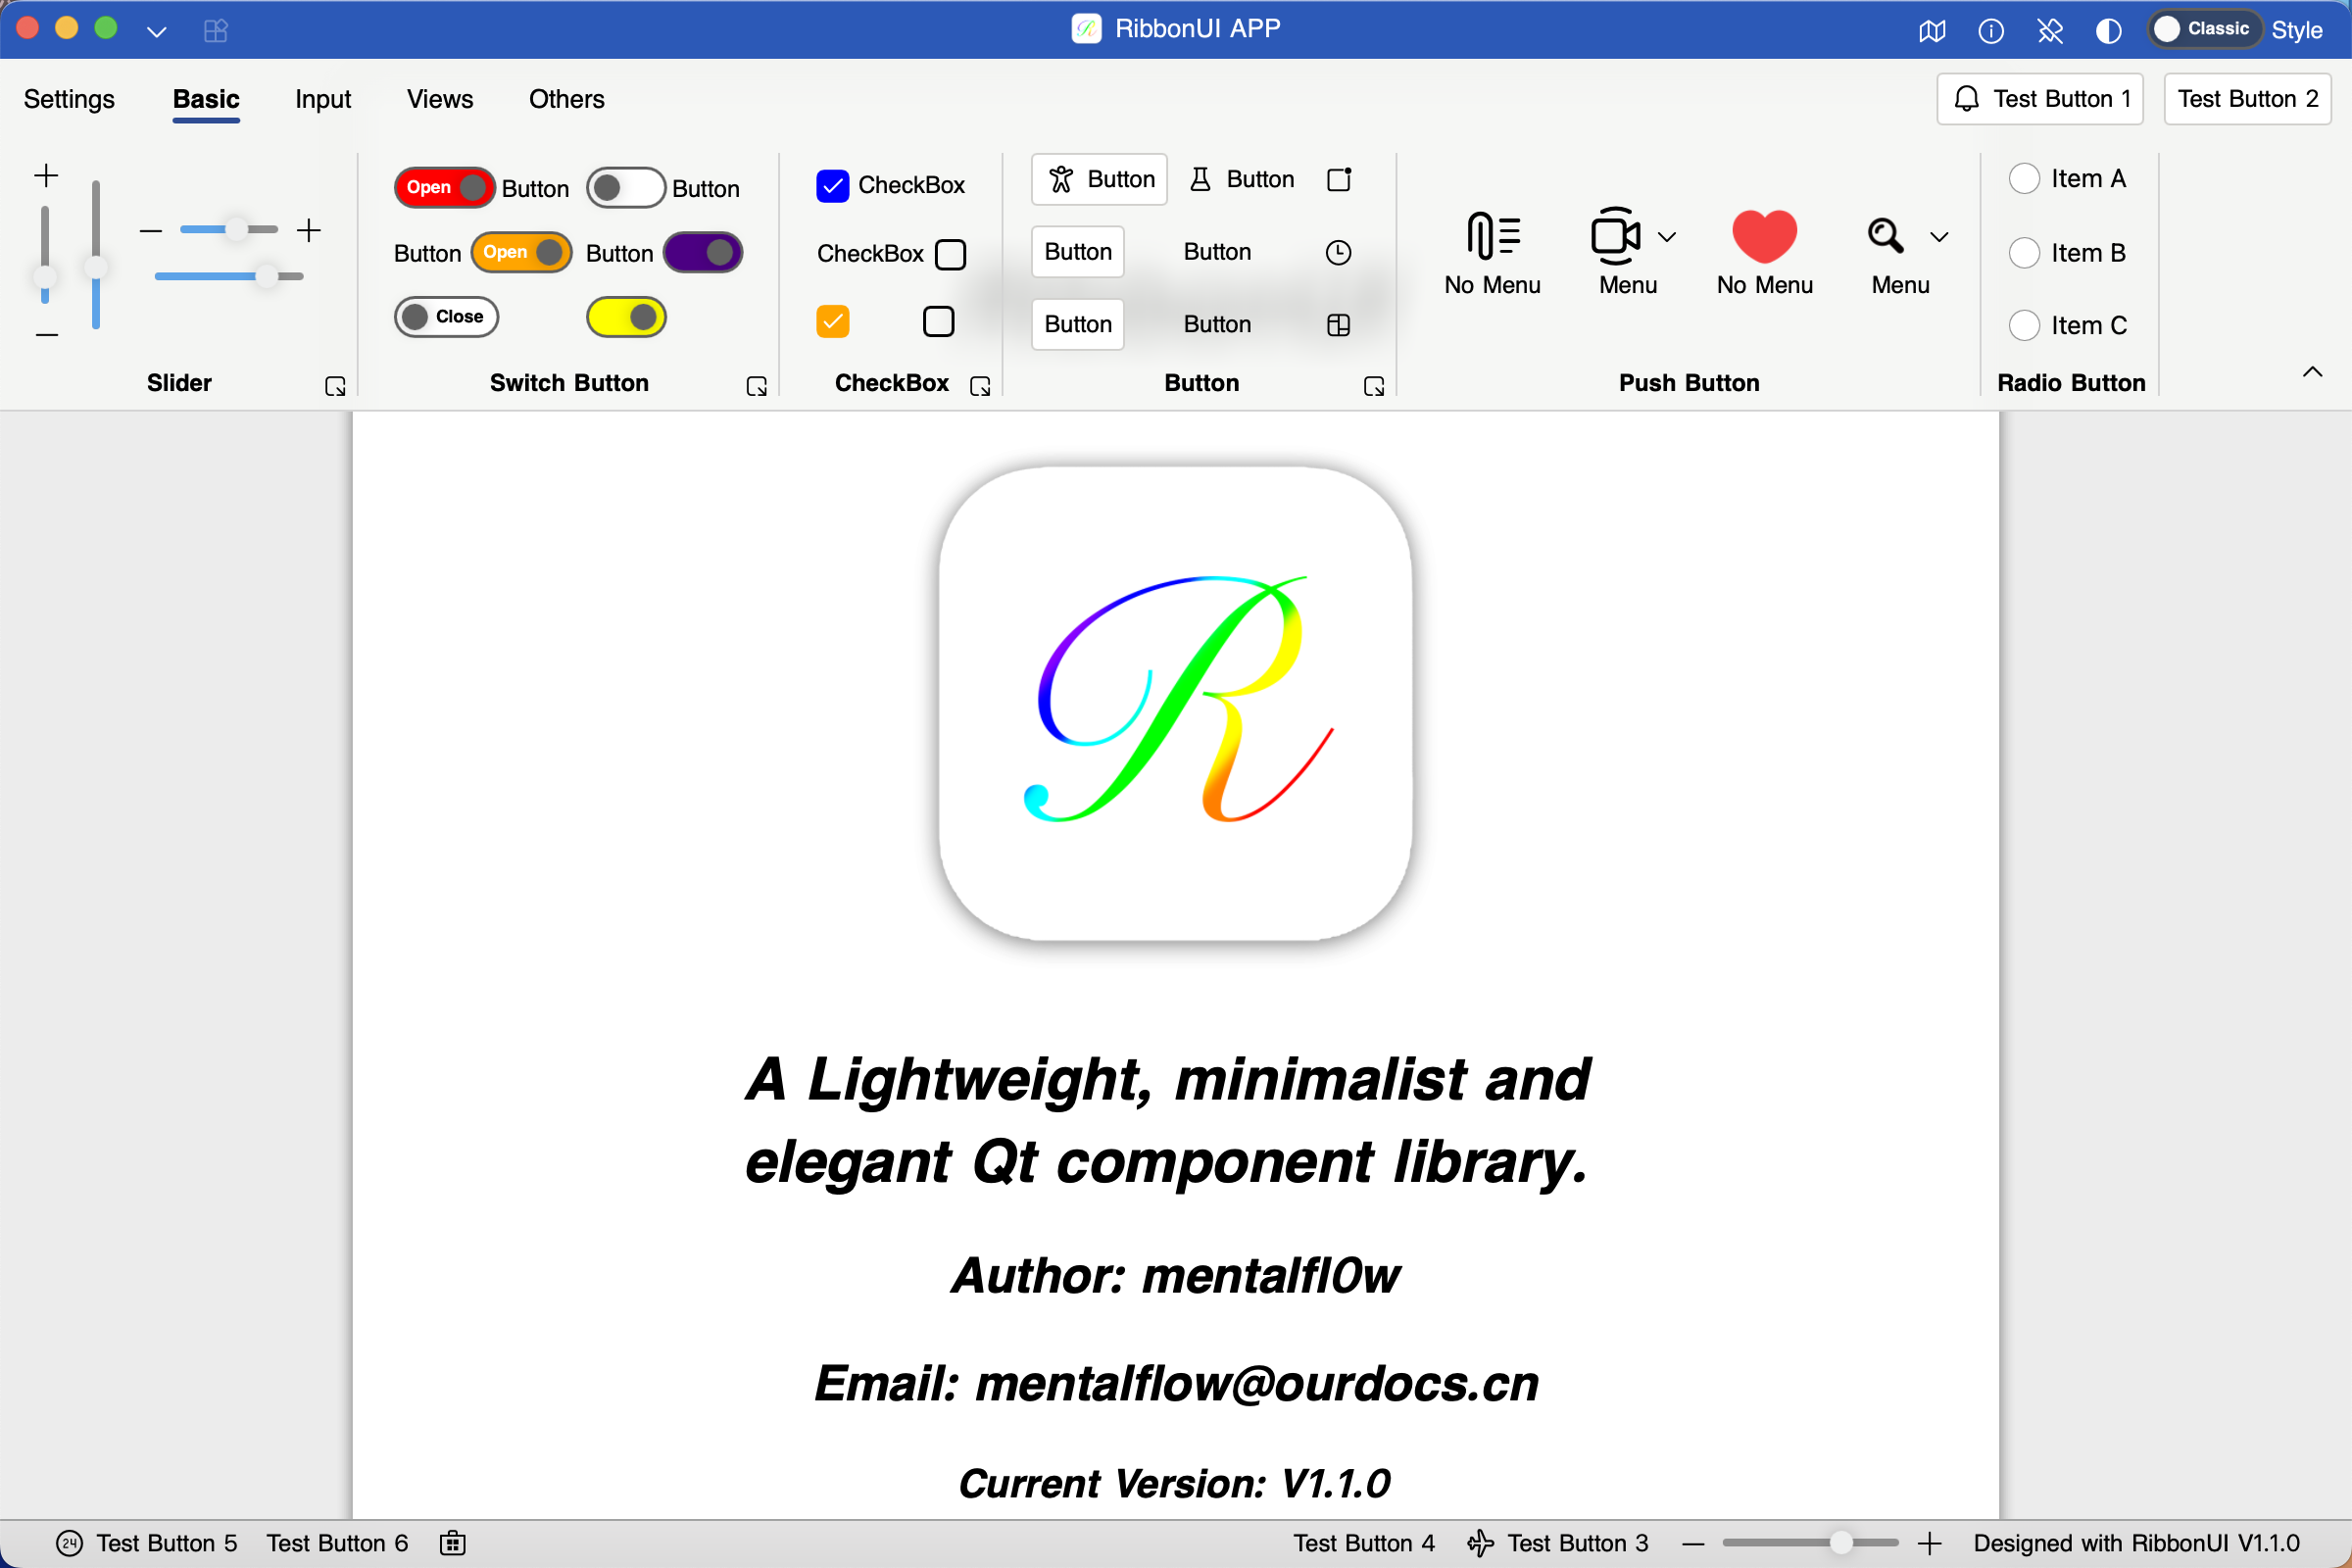 RibbonUI APP
Classic Style
Settings Basic Input Views Others
Test Button 1 Test Button 2
Open Button Button
Button Open Button
Close
CheckBox
CheckBox
Button Button
Button Button
Button Button
No Menu Menu No Menu Menu
Item A
Item B
Item C
Slider Switch Button CheckBox Button Push Button Radio Button
R
A Lightweight, minimalist and
elegant Qt component library.
Author: mentalfl0w
Email: mentalflow@ourdocs.cn
Current Version: V1.1.0
24 Test Button 5 Test Button 6 Test Button 4 Test Button 3 Designed with RibbonUI V1.1.0